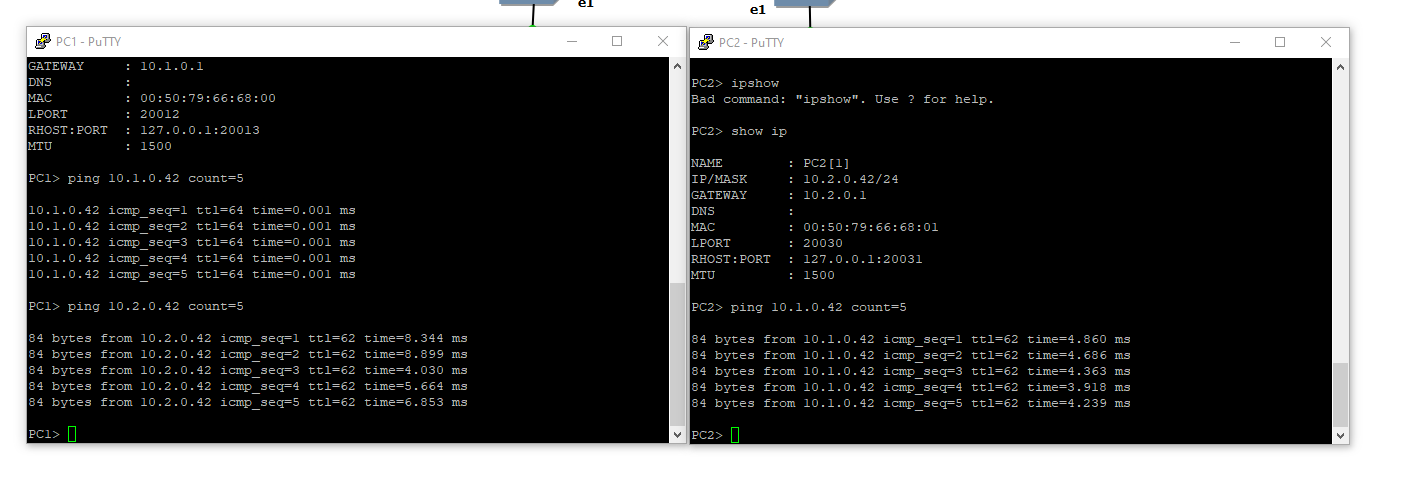 e1
e1
PC1 - PuTTY
GATEWAY : 10.1.0.1
DNS :
MAC : 00:50:79:66:68:00
LPORT : 20012
RHOST:PORT : 127.0.0.1:20013
MTU : 1500
PC1> ping 10.1.0.42 count=5
10.1.0.42 icmp_seq=1 ttl=64 time=0.001 ms
10.1.0.42 icmp_seq=2 ttl=64 time=0.001 ms
10.1.0.42 icmp_seq=3 ttl=64 time=0.001 ms
10.1.0.42 icmp_seq=4 ttl=64 time=0.001 ms
10.1.0.42 icmp_seq=5 ttl=64 time=0.001 ms
PC1> ping 10.2.0.42 count=5
84 bytes from 10.2.0.42 icmp_seq=1 ttl=62 time=8.344 ms
84 bytes from 10.2.0.42 icmp_seq=2 ttl=62 time=8.899 ms
84 bytes from 10.2.0.42 icmp_seq=3 ttl=62 time=4.030 ms
84 bytes from 10.2.0.42 icmp_seq=4 ttl=62 time=5.664 ms
84 bytes from 10.2.0.42 icmp_seq=5 ttl=62 time=6.853 ms
PC1>
PC2 - PuTTY
PC2> ipshow
Bad command: "ipshow". Use ? for help.
PC2> show ip
NAME : PC2[1]
IP/MASK : 10.2.0.42/24
GATEWAY : 10.2.0.1
DNS :
MAC : 00:50:79:66:68:01
LPORT : 20030
RHOST:PORT : 127.0.0.1:20031
MTU : 1500
PC2> ping 10.1.0.42 count=5
84 bytes from 10.1.0.42 icmp_seq=1 ttl=62 time=4.860 ms
84 bytes from 10.1.0.42 icmp_seq=2 ttl=62 time=4.686 ms
84 bytes from 10.1.0.42 icmp_seq=3 ttl=62 time=4.363 ms
84 bytes from 10.1.0.42 icmp_seq=4 ttl=62 time=3.918 ms
84 bytes from 10.1.0.42 icmp_seq=5 ttl=62 time=4.239 ms
PC2>